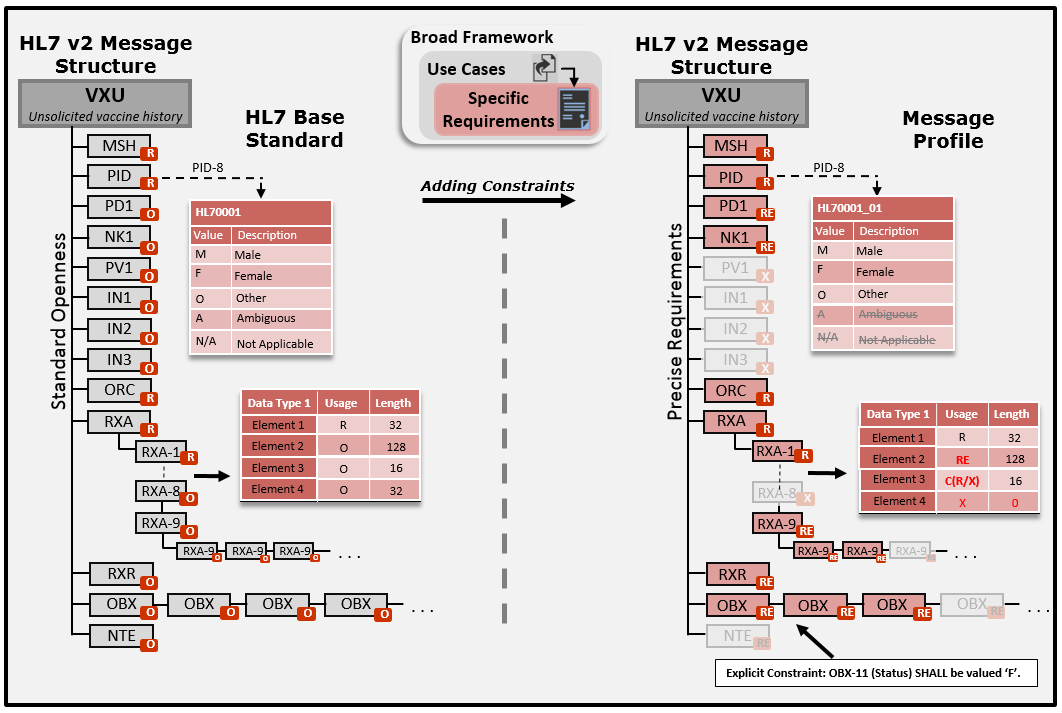 HL7 v2 Message
Structure
VXU
Unsolicited vaccine history
HL7 Base
Standard
Standard Openness
MSH R
PID R
PID-8
PD1 O
NK1 O
PV1 O
IN1 O
IN2 O
IN3 O
ORC R
RXA R
RXA-1 R
RXA-8 O
RXA-9 O
RXA-9 O RXA-9 O RXA-9 O . . .
RXR O
OBX O OBX O OBX O OBX O . . .
NTE O
HL70001
Value Description
M Male
F Female
O Other
A Ambiguous
N/A Not Applicable
Data Type 1 Usage Length
Element 1 R 32
Element 2 O 128
Element 3 O 16
Element 4 O 32
Broad Framework
Use Cases
Specific
Requirements
Adding Constraints
HL7 v2 Message
Structure
VXU
Unsolicited vaccine history
Message
Profile
Precise Requirements
MSH R
PID R
PID-8
PD1 RE
NK1 RE
PV1 X
IN1 X
IN2 X
IN3 X
ORC R
RXA R
RXA-1 R
RXA-8 X
RXA-9 RE
RXA-9 RE RXA-9 RE RXA-9 RE . . .
RXR RE
OBX RE OBX RE OBX RE OBX RE . . .
NTE RE
HL70001_01
Value Description
M Male
F Female
O Other
A Ambiguous
N/A Not Applicable
Data Type 1 Usage Length
Element 1 R 32
Element 2 RE 128
Element 3 C(R/X) 16
Element 4 X 0
Explicit Constraint: OBX-11 (Status) SHALL be valued ‘F’.